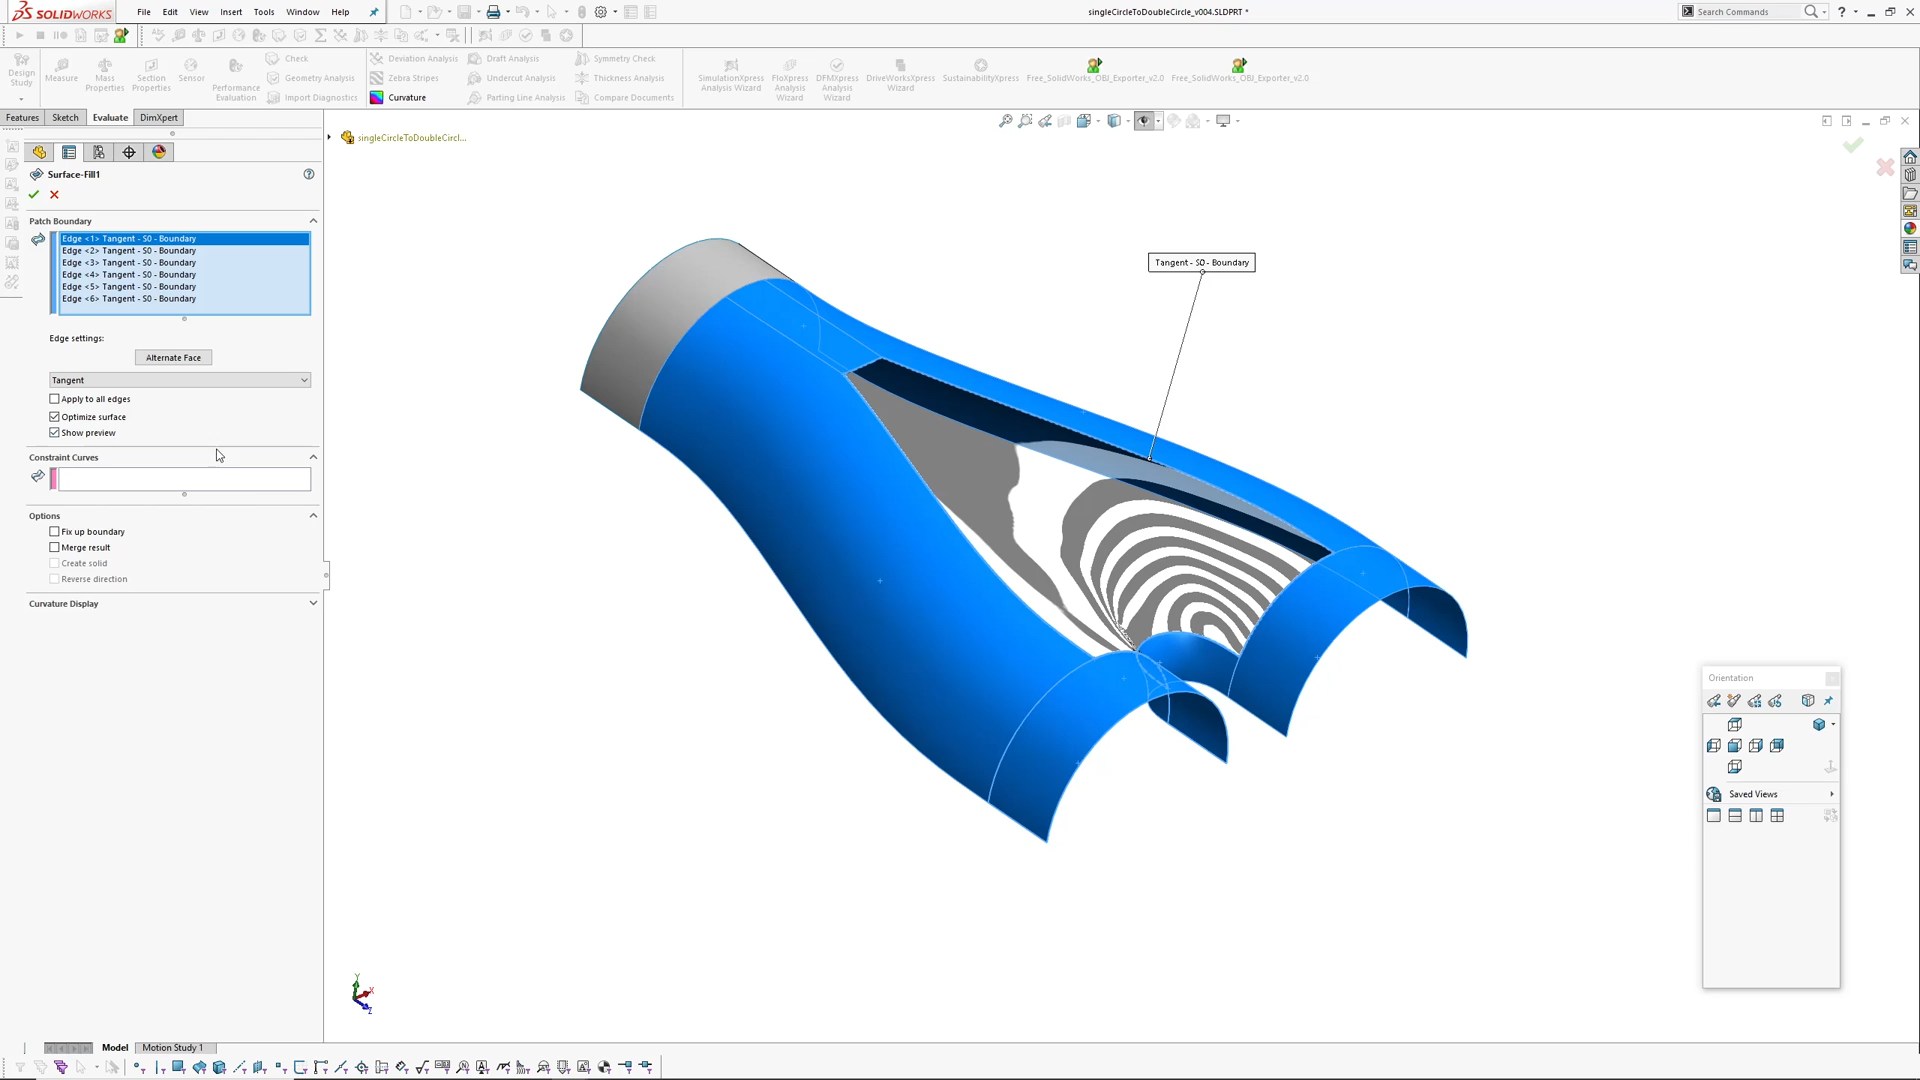 SOLIDWORKS
File Edit View Insert Tools Window Help
singleCircleToDoubleCircle_v004.SLDPRT *
Search Commands
Design Study
Measure
Mass Properties
Section Properties
Sensor
Performance Evaluation
Check
Geometry Analysis
Import Diagnostics
Deviation Analysis
Zebra Stripes
Curvature
Draft Analysis
Undercut Analysis
Parting Line Analysis
Symmetry Check
Thickness Analysis
Compare Documents
SimulationXpress Analysis Wizard
FloXpress Analysis Wizard
DFMXpress Analysis Wizard
DriveWorksXpress Wizard
SustainabilityXpress
Free_SolidWorks_OBJ_Exporter_v2.0
Free_SolidWorks_OBJ_Exporter_v2.0
Features Sketch Evaluate DimXpert
singleCircleToDoubleCircl...
Surface-Fill1
Patch Boundary
Edge <1> Tangent - S0 - Boundary
Edge <2> Tangent - S0 - Boundary
Edge <3> Tangent - S0 - Boundary
Edge <4> Tangent - S0 - Boundary
Edge <5> Tangent - S0 - Boundary
Edge <6> Tangent - S0 - Boundary
Edge settings:
Alternate Face
Tangent
Apply to all edges
Optimize surface
Show preview
Constraint Curves
Options
Fix up boundary
Merge result
Create solid
Reverse direction
Curvature Display
Tangent - S0 - Boundary
Orientation
Saved Views
Y
X
Z
Model Motion Study 1